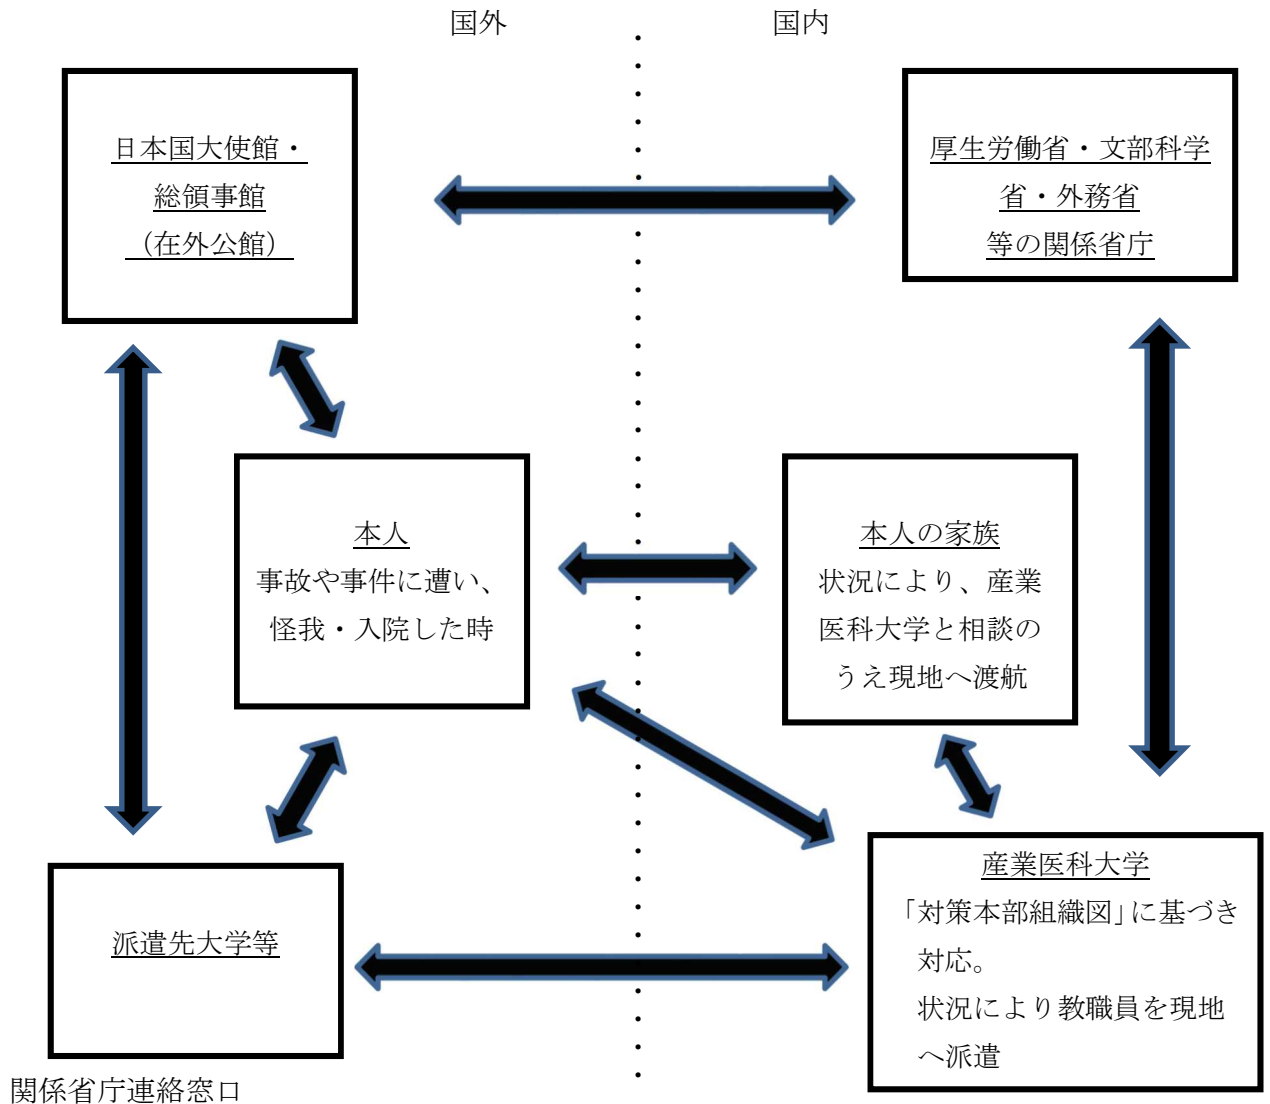 国外
国内
日本国大使館・
総領事館
（在外公館）
厚生労働省・文部科学
省・外務省
等の関係省庁
本人
事故や事件に遭い、
怪我・入院した時
本人の家族
状況により、産業
医科大学と相談の
うえ現地へ渡航
派遣先大学等
産業医科大学
「対策本部組織図」に基づき
対応。
状況により教職員を現地
へ派遣
関係省庁連絡窓口